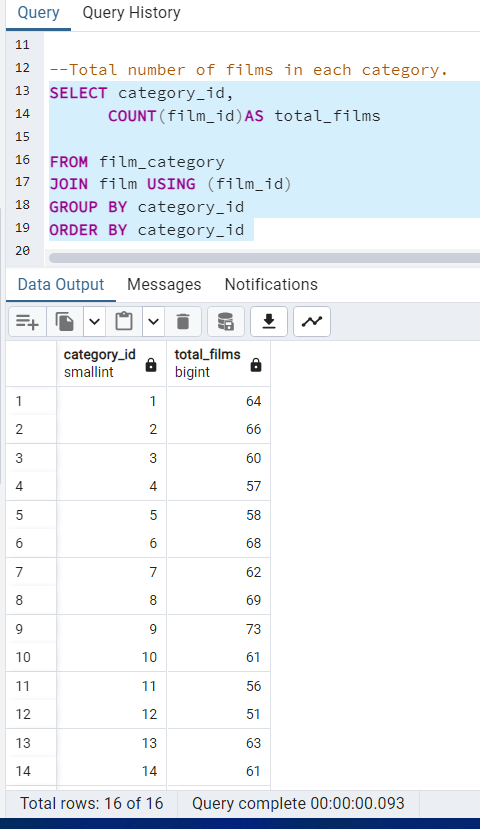 Query Query History
11
12 --Total number of films in each category.
13 SELECT category_id,
14 COUNT(film_id)AS total_films
15
16 FROM film_category
17 JOIN film USING (film_id)
18 GROUP BY category_id
19 ORDER BY category_id
20
Data Output Messages Notifications
category_id total_films
smallint bigint
1 1 64
2 2 66
3 3 60
4 4 57
5 5 58
6 6 68
7 7 62
8 8 69
9 9 73
10 10 61
11 11 56
12 12 51
13 13 63
14 14 61
Total rows: 16 of 16 Query complete 00:00:00.093